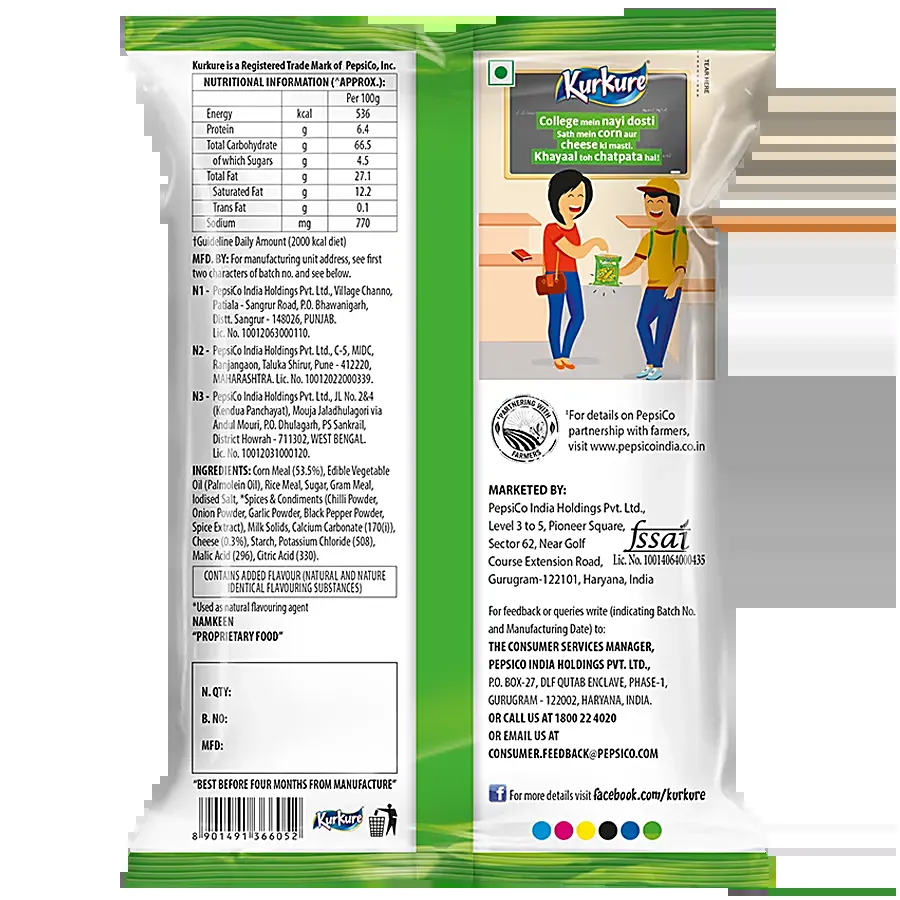 Kurkure is a Registered Trade Mark of PepsiCo, Inc.
NUTRITIONAL INFORMATION (^APPROX.):
Per 100g
Energy kcal 536
Protein g 6.4
Total Carbohydrate g 66.5
of which Sugars g 4.5
Total Fat g 27.1
Saturated Fat g 12.2
Trans Fat g 0.1
Sodium mg 770
†Guideline Daily Amount (2000 kcal diet)
MFD. BY: For manufacturing unit address, see first
two characters of batch no. and see below.
N1 - PepsiCo India Holdings Pvt. Ltd., Village Channo,
Patiala - Sangrur Road, P.O. Bhawanigarh,
Distt. Sangrur - 148026, PUNJAB.
Lic. No. 10012063000110.
N2 - PepsiCo India Holdings Pvt. Ltd., C-5, MIDC,
Ranjangaon, Taluka Shirur, Pune - 412220,
MAHARASHTRA. Lic. No. 10012022000339.
N3 - PepsiCo India Holdings Pvt. Ltd., JL No. 2&4
(Kendua Panchayat), Mouja Jaladhulagori via
Andul Mouri, P.O. Dhulagarh, PS Sankrail,
District Howrah - 711302, WEST BENGAL.
Lic. No. 10012031000120.
INGREDIENTS: Corn Meal (53.5%), Edible Vegetable
Oil (Palmolein Oil), Rice Meal, Sugar, Gram Meal,
Iodised Salt, *Spices & Condiments (Chilli Powder,
Onion Powder, Garlic Powder, Black Pepper Powder,
Spice Extract), Milk Solids, Calcium Carbonate (170(i)),
Cheese (0.3%), Starch, Potassium Chloride (508),
Malic Acid (296), Citric Acid (330).
CONTAINS ADDED FLAVOUR (NATURAL AND NATURE
IDENTICAL FLAVOURING SUBSTANCES)
*Used as natural flavouring agent
NAMKEEN
"PROPRIETARY FOOD"
N. QTY:
B. NO:
MFD:
"BEST BEFORE FOUR MONTHS FROM MANUFACTURE"
8 901491 366052
Kurkure
TEAR HERE
Kurkure
College mein nayi dosti
Sath mein corn aur
cheese ki masti.
Khayaal toh chatpata hai!
PARTNERING WITH
FARMERS
‡For details on PepsiCo
partnership with farmers,
visit www.pepsicoindia.co.in
MARKETED BY:
PepsiCo India Holdings Pvt. Ltd.,
Level 3 to 5, Pioneer Square,
Sector 62, Near Golf
Course Extension Road,
Gurugram-122101, Haryana, India
fssai
Lic. No. 10014064000435
For feedback or queries write (indicating Batch No.
and Manufacturing Date) to:
THE CONSUMER SERVICES MANAGER,
PEPSICO INDIA HOLDINGS PVT. LTD.,
P.O. BOX-27, DLF QUTAB ENCLAVE, PHASE-1,
GURUGRAM - 122002, HARYANA, INDIA.
OR CALL US AT 1800 22 4020
OR EMAIL US AT
CONSUMER.FEEDBACK@PEPSICO.COM
f For more details visit facebook.com/kurkure